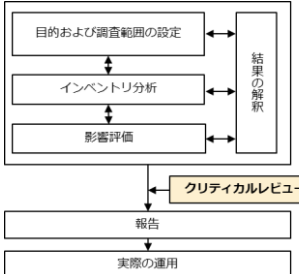 目的および調査範囲の設定
インベントリ分析
影響評価
結果の解釈
クリティカルレビュー
報告
実際の運用